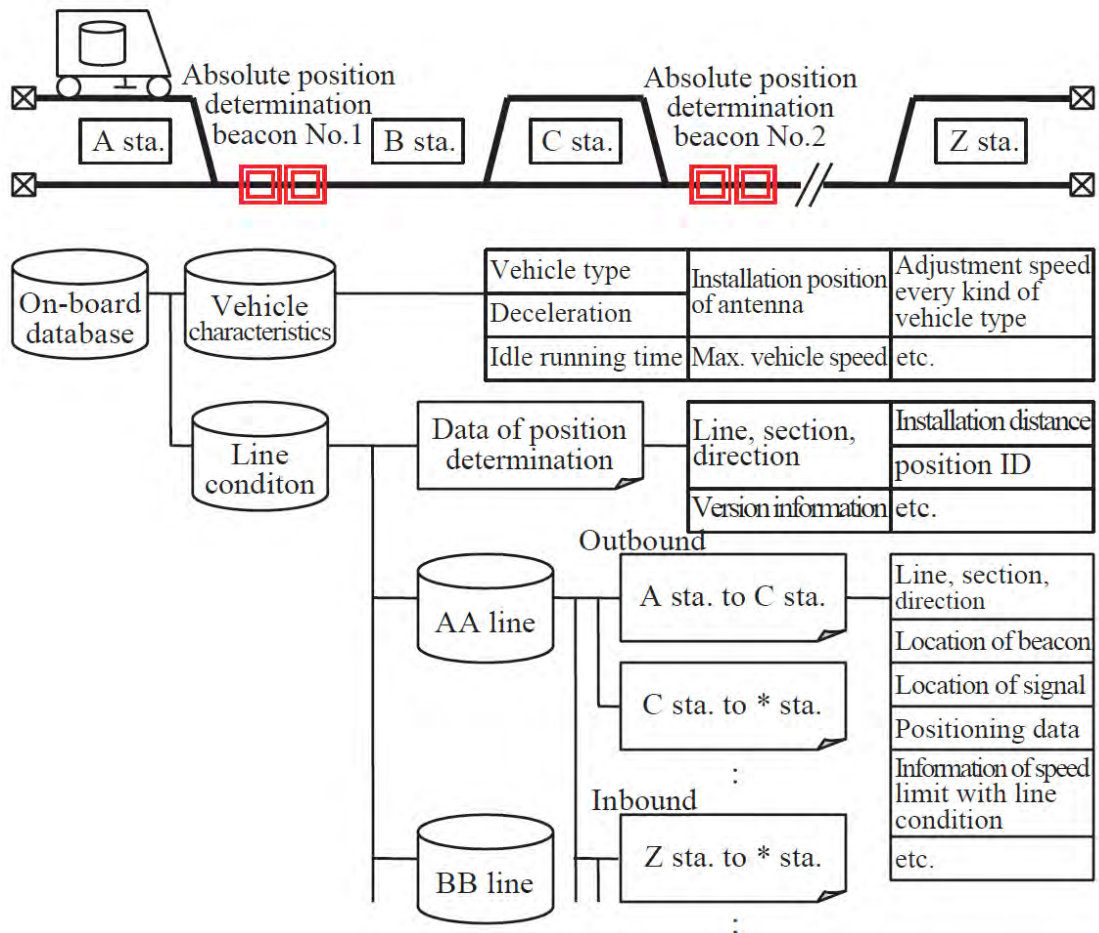 Absolute position
determination
beacon No.1
Absolute position
determination
beacon No.2
A sta.
B sta.
C sta.
Z sta.
On-board
database
Vehicle
characteristics
Vehicle type
Deceleration
Idle running time
Installation position
of antenna
Max. vehicle speed
Adjustment speed
every kind of
vehicle type
etc.
Line
conditon
Data of position
determination
Line, section,
direction
Version information
Installation distance
position ID
etc.
AA line
Outbound
A sta. to C sta.
C sta. to * sta.
:
Line, section,
direction
Location of beacon
Location of signal
Positioning data
Information of speed
limit with line
condition
etc.
BB line
Inbound
Z sta. to * sta.
: